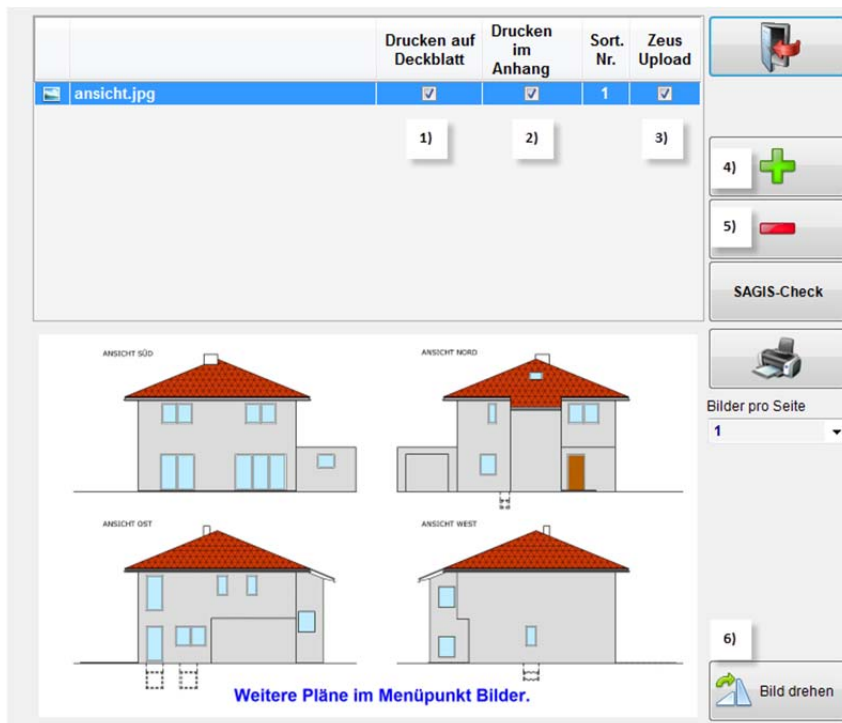 Drucken auf Deckblatt
Drucken im Anhang
Sort. Nr.
Zeus Upload
ansicht.jpg
1
1)
2)
3)
4)
5)
SAGIS-Check
Bilder pro Seite
1
ANSICHT SÜD
ANSICHT NORD
ANSICHT OST
ANSICHT WEST
Weitere Pläne im Menüpunkt Bilder.
6)
Bild drehen